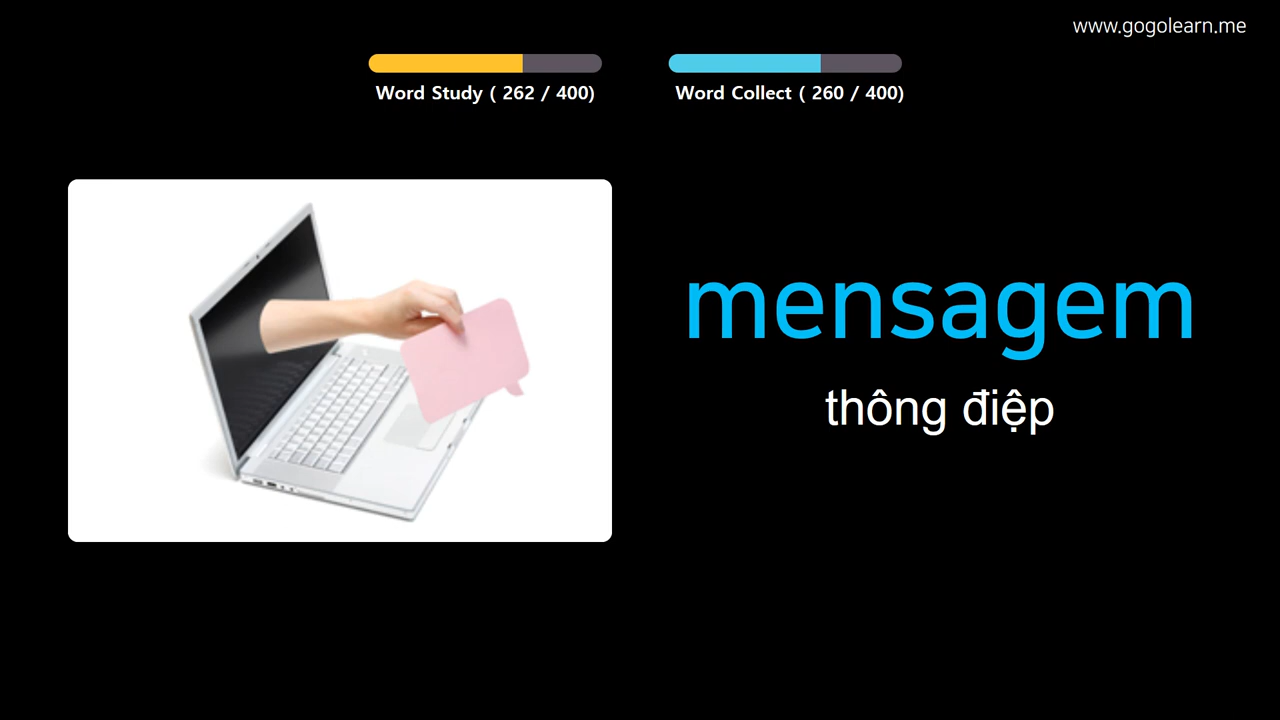 www.gogolearn.me
Word Study ( 262 / 400)
Word Collect ( 260 / 400)
mensagem
thông điệp